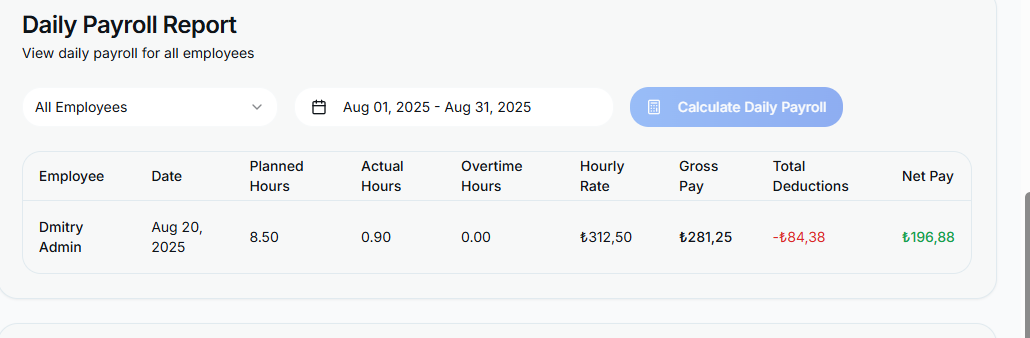 Daily Payroll Report
View daily payroll for all employees
All Employees
Aug 01, 2025 - Aug 31, 2025
Calculate Daily Payroll
Employee Date Planned Hours Actual Hours Overtime Hours Hourly Rate Gross Pay Total Deductions Net Pay
Dmitry Admin Aug 20, 2025 8.50 0.90 0.00 ₺312,50 ₺281,25 -₺84,38 ₺196,88